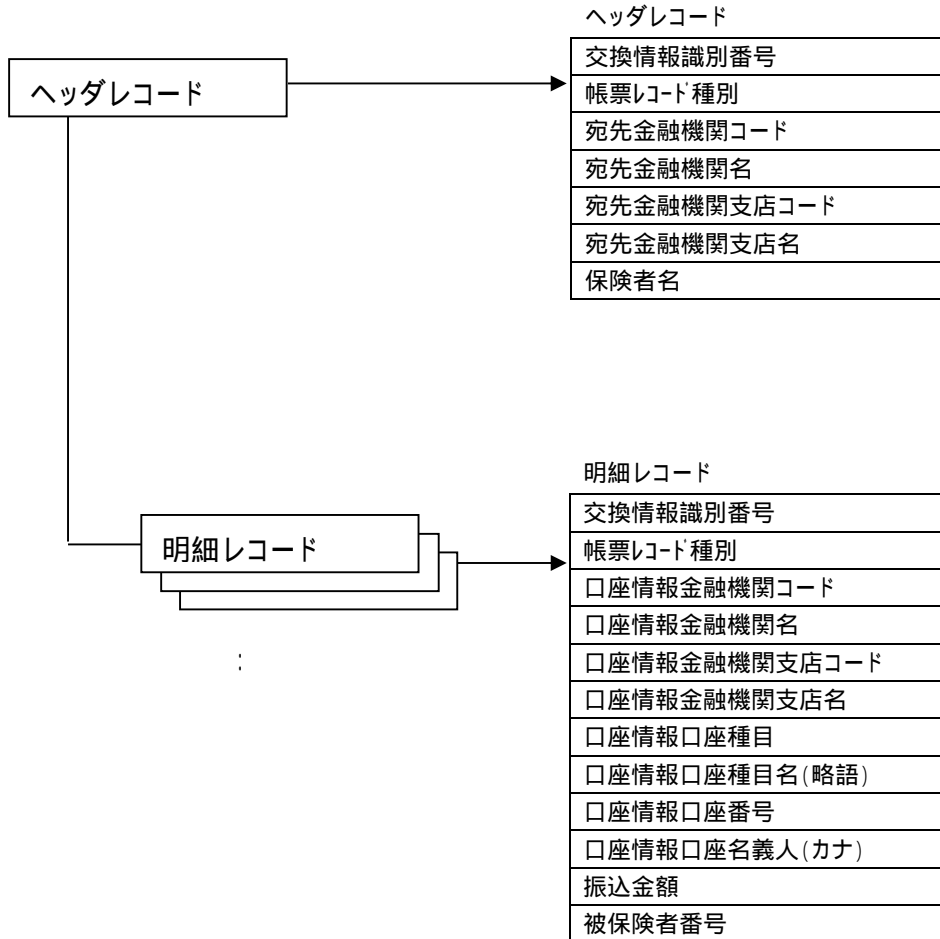 ヘッダレコード
ヘッダレコード
交換情報識別番号
帳票ﾚｺｰﾄﾞ種別
宛先金融機関コード
宛先金融機関名
宛先金融機関支店コード
宛先金融機関支店名
保険者名
明細レコード
明細レコード
:
交換情報識別番号
帳票ﾚｺｰﾄﾞ種別
口座情報金融機関コード
口座情報金融機関名
口座情報金融機関支店コード
口座情報金融機関支店名
口座情報口座種目
口座情報口座種目名(略語)
口座情報口座番号
口座情報口座名義人(カナ)
振込金額
被保険者番号